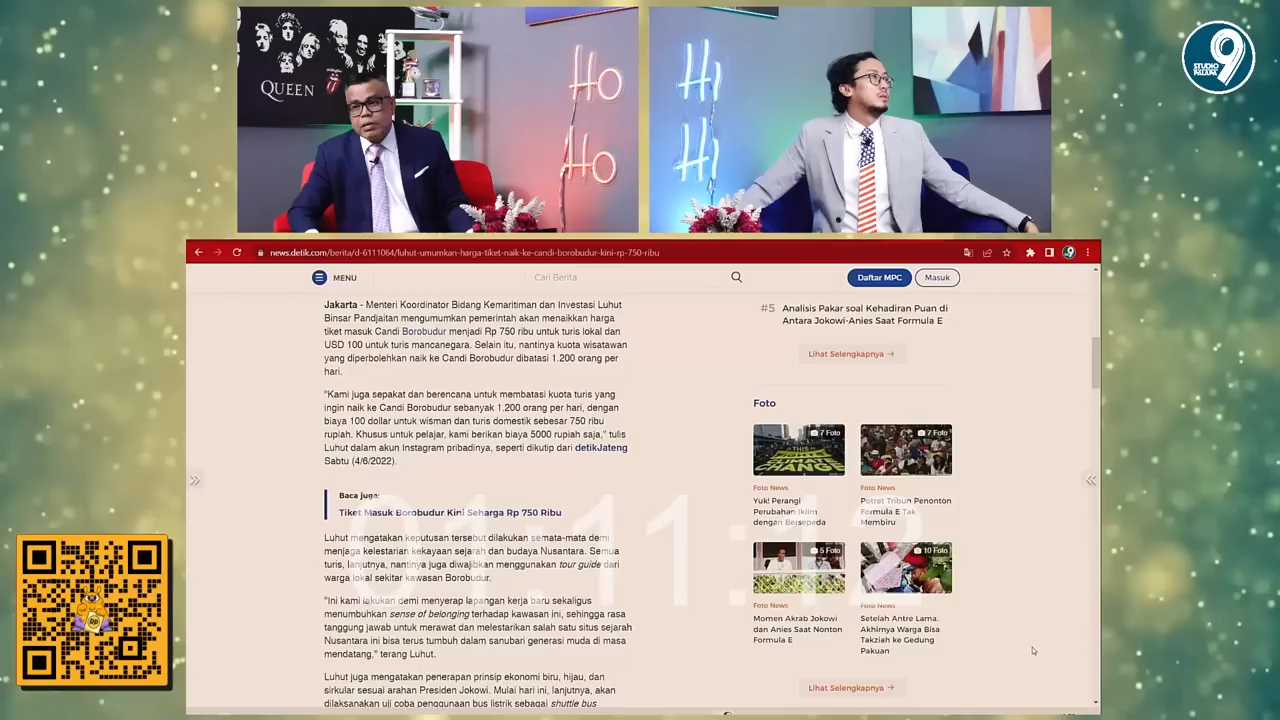 QUEEN
Ho
Ho
Hi
Hi
9
STUDIO
PALAPA
news.detik.com/berita/d-6111064/luhut-umumkan-harga-tiket-naik-ke-candi-borobudur-kini-rp-750-ribu
MENU
Cari Berita
Daftar MPC
Masuk
Jakarta - Menteri Koordinator Bidang Kemaritiman dan Investasi Luhut
Binsar Pandjaitan mengumumkan pemerintah akan menaikkan harga
tiket masuk Candi Borobudur menjadi Rp 750 ribu untuk turis lokal dan
USD 100 untuk turis mancanegara. Selain itu, nantinya kuota wisatawan
yang diperbolehkan naik ke Candi Borobudur dibatasi 1.200 orang per
hari.
"Kami juga sepakat dan berencana untuk membatasi kuota turis yang
ingin naik ke Candi Borobudur sebanyak 1.200 orang per hari, dengan
biaya 100 dollar untuk wisman dan turis domestik sebesar 750 ribu
rupiah. Khusus untuk pelajar, kami berikan biaya 5000 rupiah saja," tulis
Luhut dalam akun Instagram pribadinya, seperti dikutip dari detikJateng
Sabtu (4/6/2022).
Baca juga:
Tiket Masuk Borobudur Kini Seharga Rp 750 Ribu
Luhut mengatakan keputusan tersebut dilakukan semata-mata demi
menjaga kelestarian kekayaan sejarah dan budaya Nusantara. Semua
turis, lanjutnya, nantinya juga diwajibkan menggunakan tour guide dari
warga lokal sekitar kawasan Borobudur.
"Ini kami lakukan demi menyerap lapangan kerja baru sekaligus
menumbuhkan sense of belonging terhadap kawasan ini, sehingga rasa
tanggung jawab untuk merawat dan melestarikan salah satu situs sejarah
Nusantara ini bisa terus tumbuh dalam sanubari generasi muda di masa
mendatang," terang Luhut.
Luhut juga mengatakan penerapan prinsip ekonomi biru, hijau, dan
sirkular sesuai arahan Presiden Jokowi. Mulai hari ini, lanjutnya, akan
dilaksanakan uji coba penggunaan bus listrik sebagai shuttle bus
01:11:12
#5 Analisis Pakar soal Kehadiran Puan di
Antara Jokowi-Anies Saat Formula E
Lihat Selengkapnya →
Foto
7 Foto
CLIMATE
CHANGE
Foto News
Yuk! Perangi
Perubahan Iklim
dengan Bersepeda
7 Foto
Foto News
Potret Tribun Penonton
Formula E Tak
Membiru
5 Foto
Foto News
Momen Akrab Jokowi
dan Anies Saat Nonton
Formula E
10 Foto
Foto News
Setelah Antre Lama,
Akhirnya Warga Bisa
Takziah ke Gedung
Pakuan
Lihat Selengkapnya →
RP